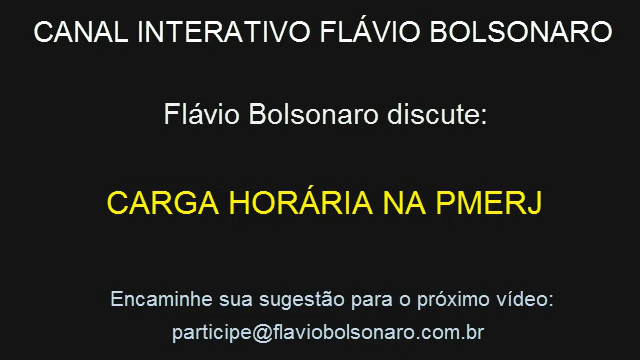 CANAL INTERATIVO FLÁVIO BOLSONARO
Flávio Bolsonaro discute:
CARGA HORÁRIA NA PMERJ
Encaminhe sua sugestão para o próximo vídeo:
participe@flaviobolsonaro.com.br